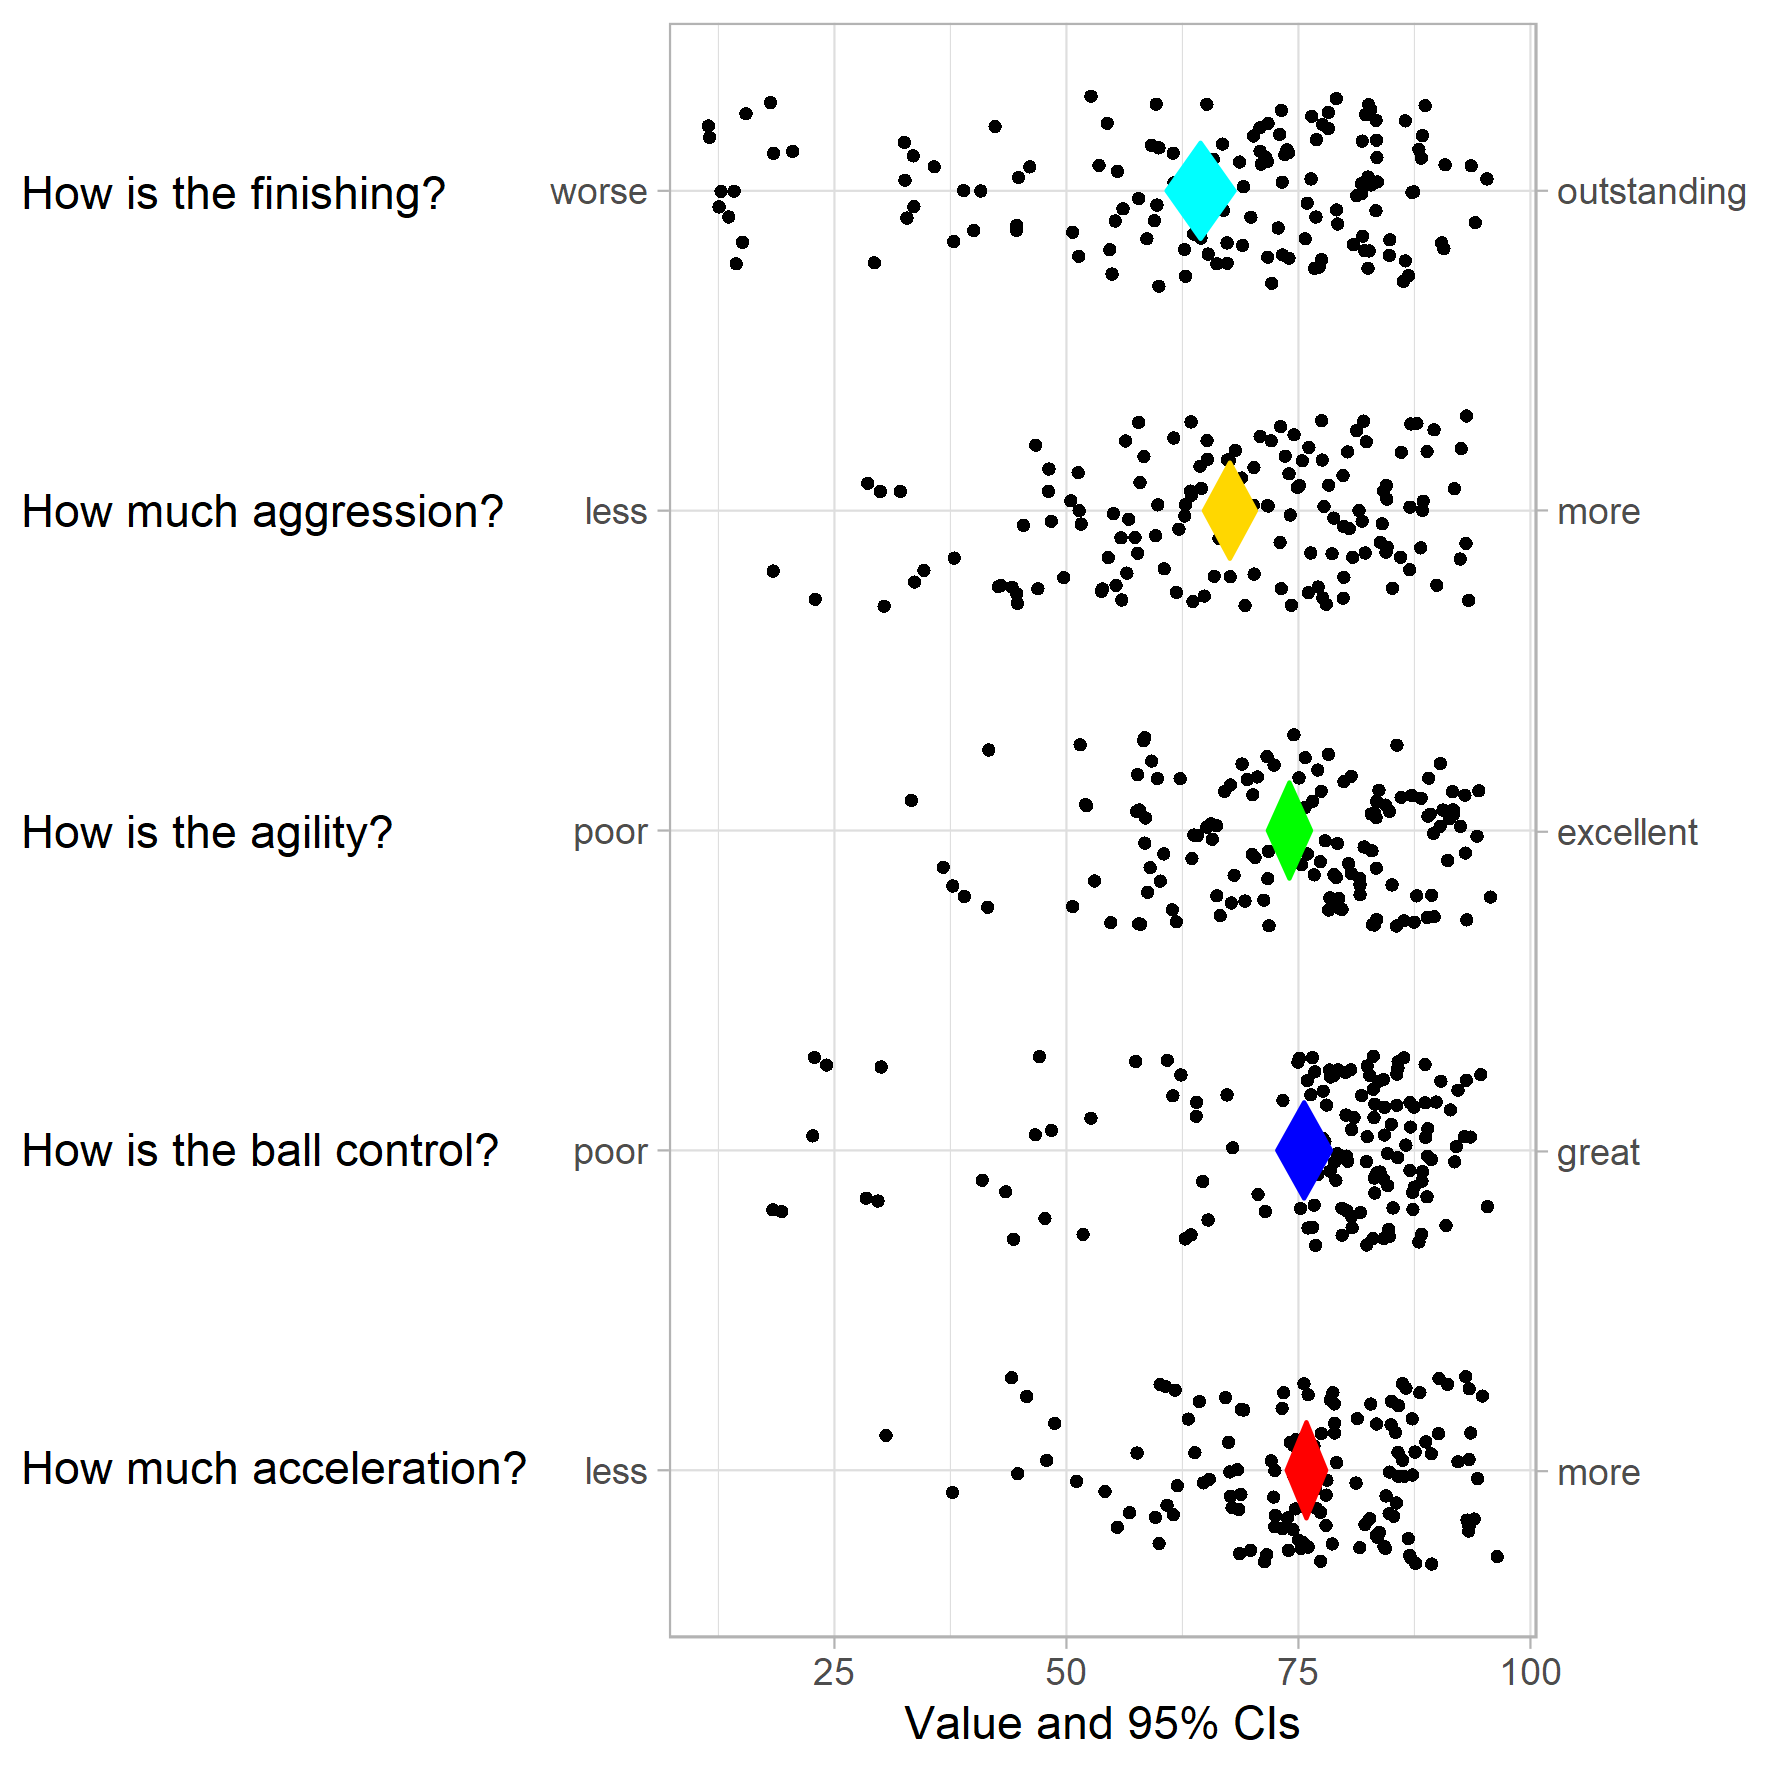 How is the finishing? worse outstanding
How much aggression? less more
How is the agility? poor excellent
How is the ball control? poor great
How much acceleration? less more
25 50 75 100
Value and 95% CIs